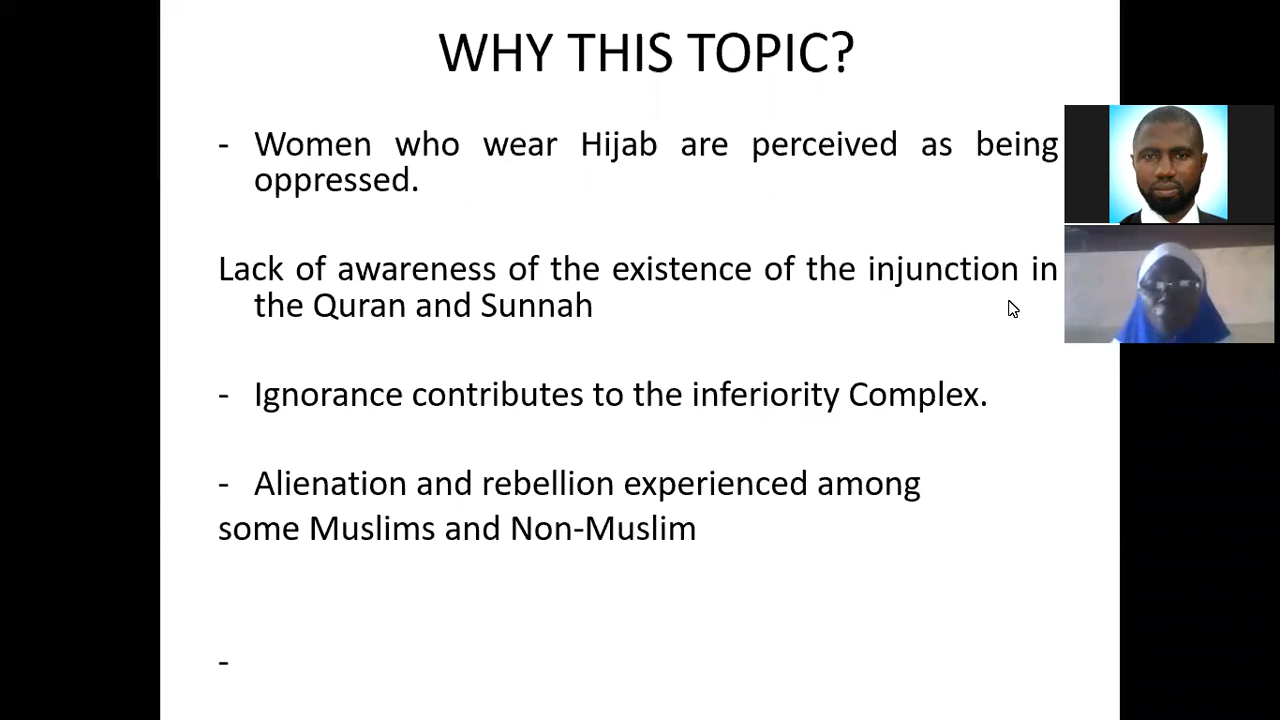 WHY THIS TOPIC?
- Women who wear Hijab are perceived as being
oppressed.
Lack of awareness of the existence of the injunction in
the Quran and Sunnah
- Ignorance contributes to the inferiority Complex.
- Alienation and rebellion experienced among
some Muslims and Non-Muslim
-